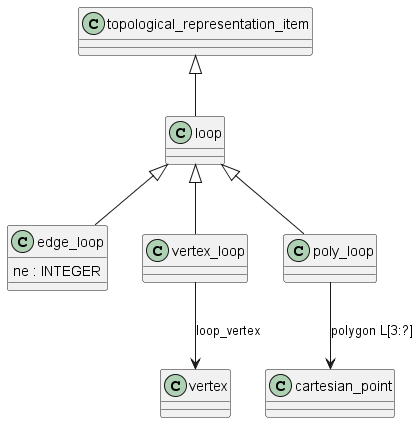 C topological_representation_item
C loop
C edge_loop
ne : INTEGER
C vertex_loop
C poly_loop
loop_vertex
polygon L[3:?]
C vertex
C cartesian_point